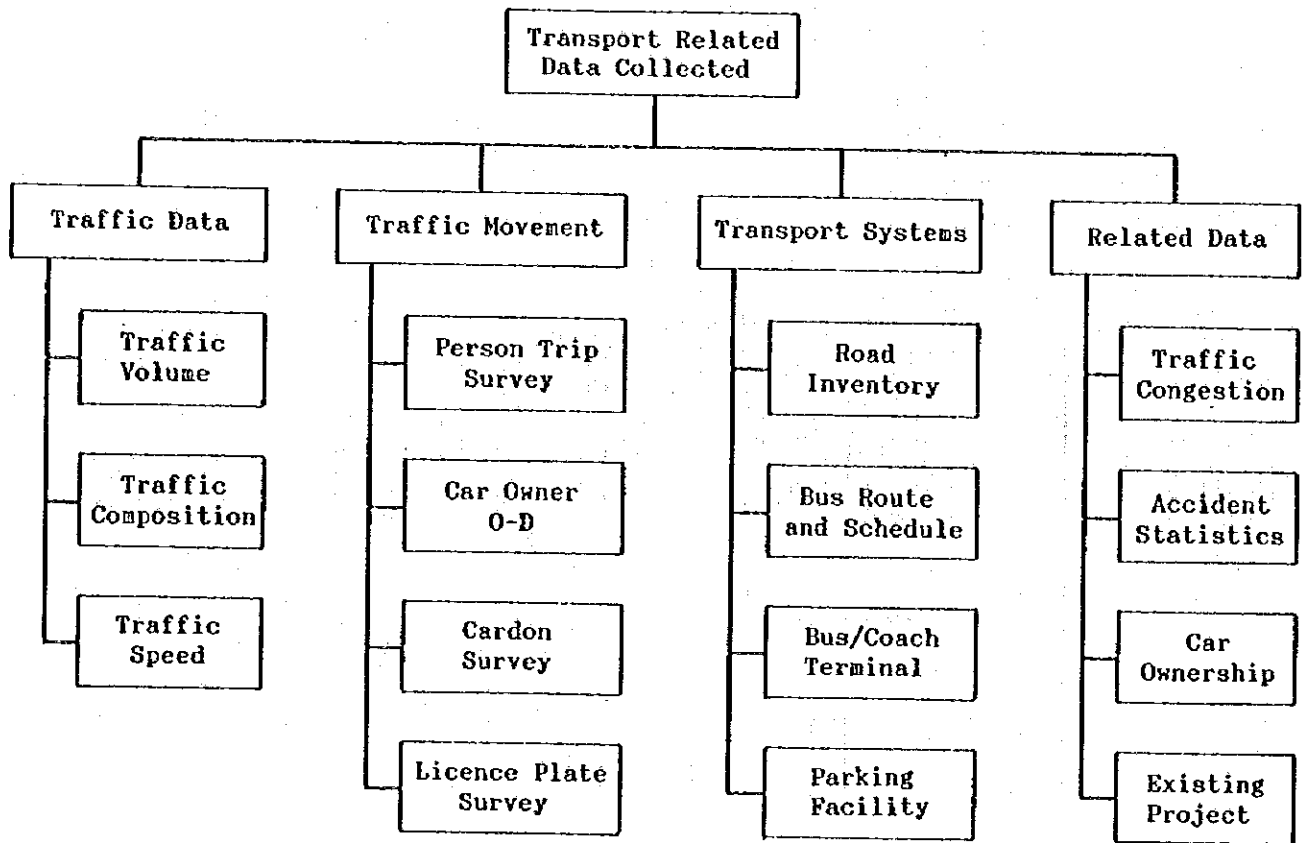 Transport Related
Data Collected
Traffic Data
Traffic
Volume
Traffic
Composition
Traffic
Speed
Traffic Movement
Person Trip
Survey
Car Owner
O-D
Cardon
Survey
Licence Plate
Survey
Transport Systems
Road
Inventory
Bus Route
and Schedule
Bus/Coach
Terminal
Parking
Facility
Related Data
Traffic
Congestion
Accident
Statistics
Car
Ownership
Existing
Project